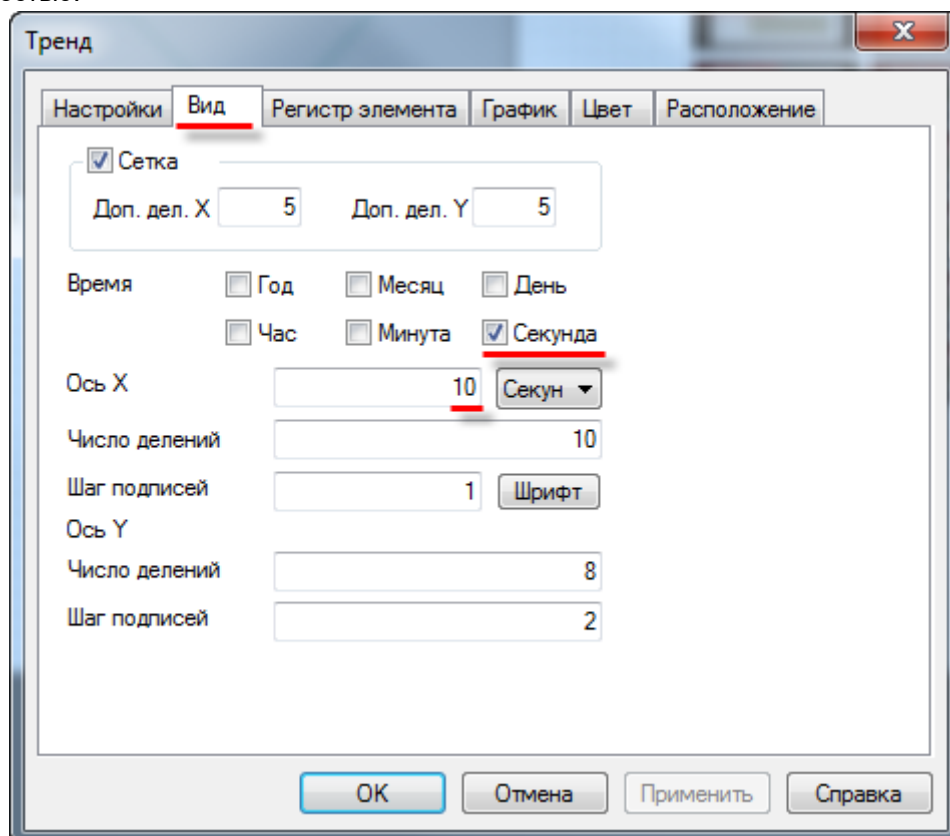 Тренд
Настройки Вид Регистр элемента График Цвет Расположение
Сетка
Доп. дел. X 5 Доп. дел. Y 5
Время Год Месяц День
Час Минута Секунда
Ось X 10 Секун
Число делений 10
Шаг подписей 1 Шрифт
Ось Y
Число делений 8
Шаг подписей 2
OK Отмена Применить Справка